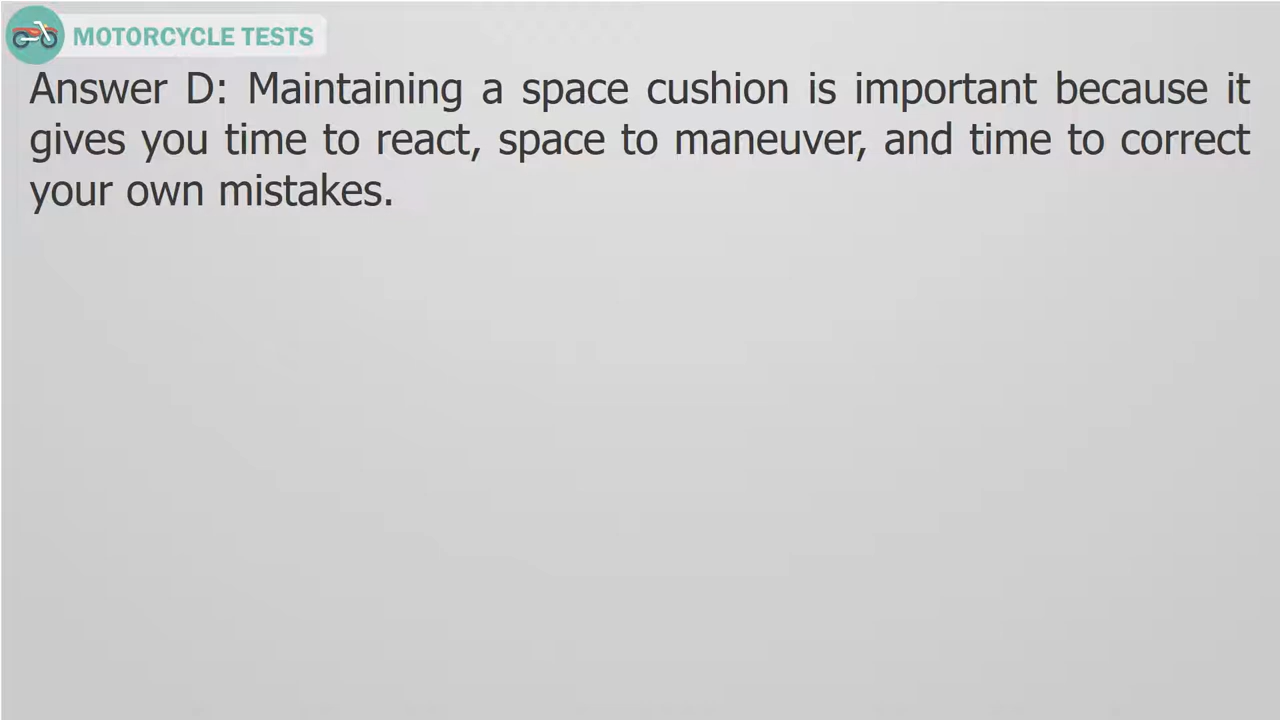 MOTORCYCLE TESTS
Answer D: Maintaining a space cushion is important because it
gives you time to react, space to maneuver, and time to correct
your own mistakes.